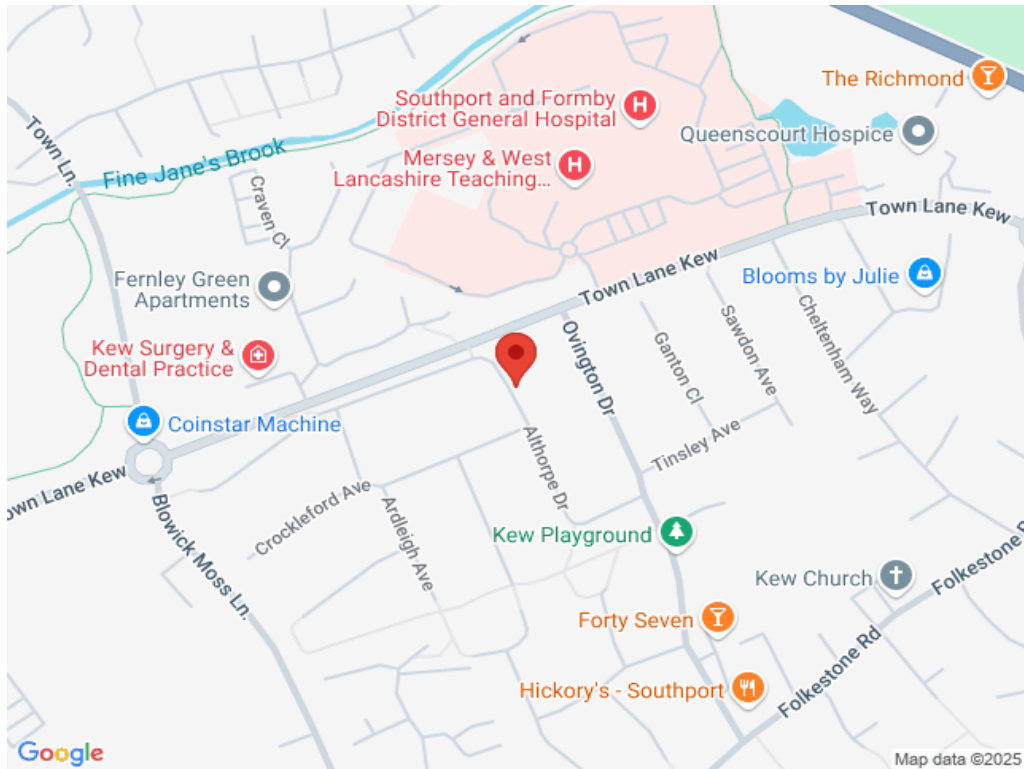 The Richmond
Southport and Formby
District General Hospital
Queenscourt Hospice
Town Ln.
Fine Jane's Brook
Mersey & West
Lancashire Teaching...
Craven Cl
Town Lane Kew
Town Lane Kew
Blooms by Julie
Fernley Green
Apartments
Cheltenham Way
Sawdon Ave
Ovington Dr
Ganton Cl
Kew Surgery &
Dental Practice
Coinstar Machine
Tinsley Ave
Althorpe Dr
own Lane Kew
Crockleford Ave
Ardleigh Ave
Blowick Moss Ln.
Kew Playground
Kew Church
Folkestone R
Forty Seven
Folkestone Rd
Hickory's - Southport
Google
Map data ©2025